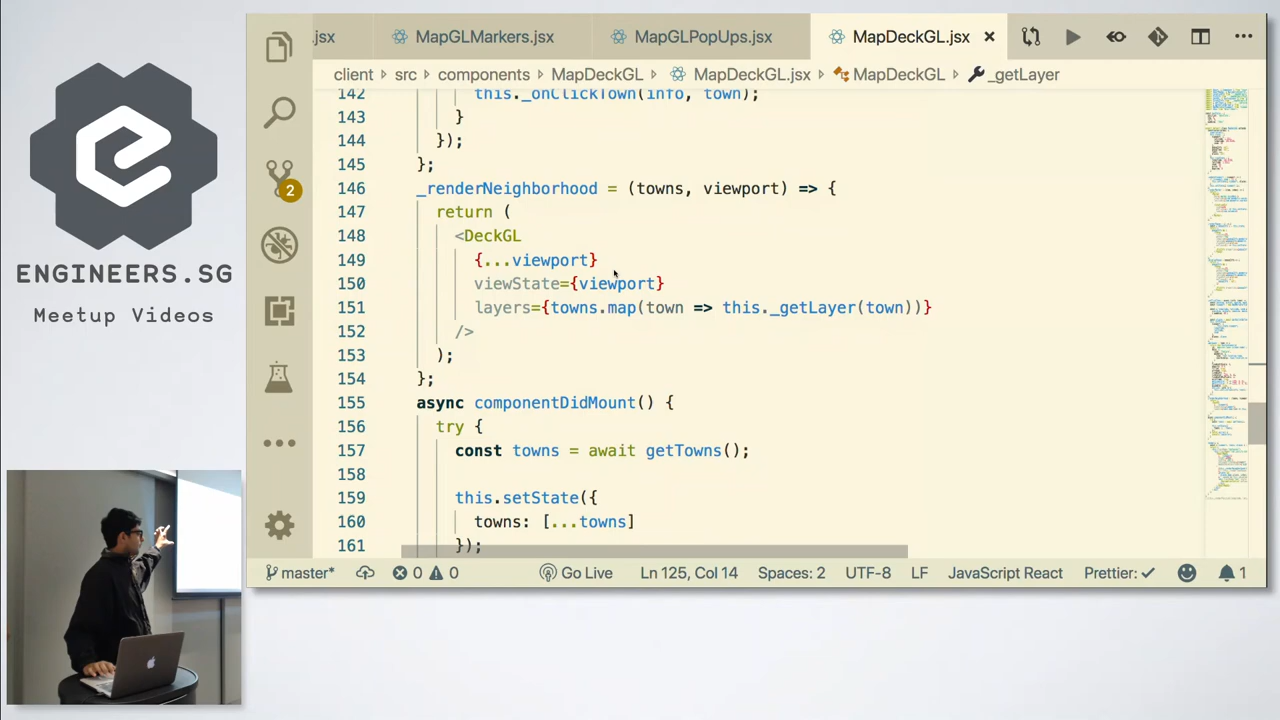 ENGINEERS.SG
Meetup Videos
.jsx MapGLMarkers.jsx MapGLPopUps.jsx MapDeckGL.jsx
client › src › components › MapDeckGL › MapDeckGL.jsx › MapDeckGL › _getLayer
142 this._onClickTown(info, town);
143 }
144 });
145 };
146 _renderNeighborhood = (towns, viewport) => {
147 return (
148 <DeckGL
149 {...viewport}
150 viewState={viewport}
151 layers={towns.map(town => this._getLayer(town))}
152 />
153 );
154 };
155 async componentDidMount() {
156 try {
157 const towns = await getTowns();
158
159 this.setState({
160 towns: [...towns]
161 });
2
master* 0 0 Go Live Ln 125, Col 14 Spaces: 2 UTF-8 LF JavaScript React Prettier: ✓ 1